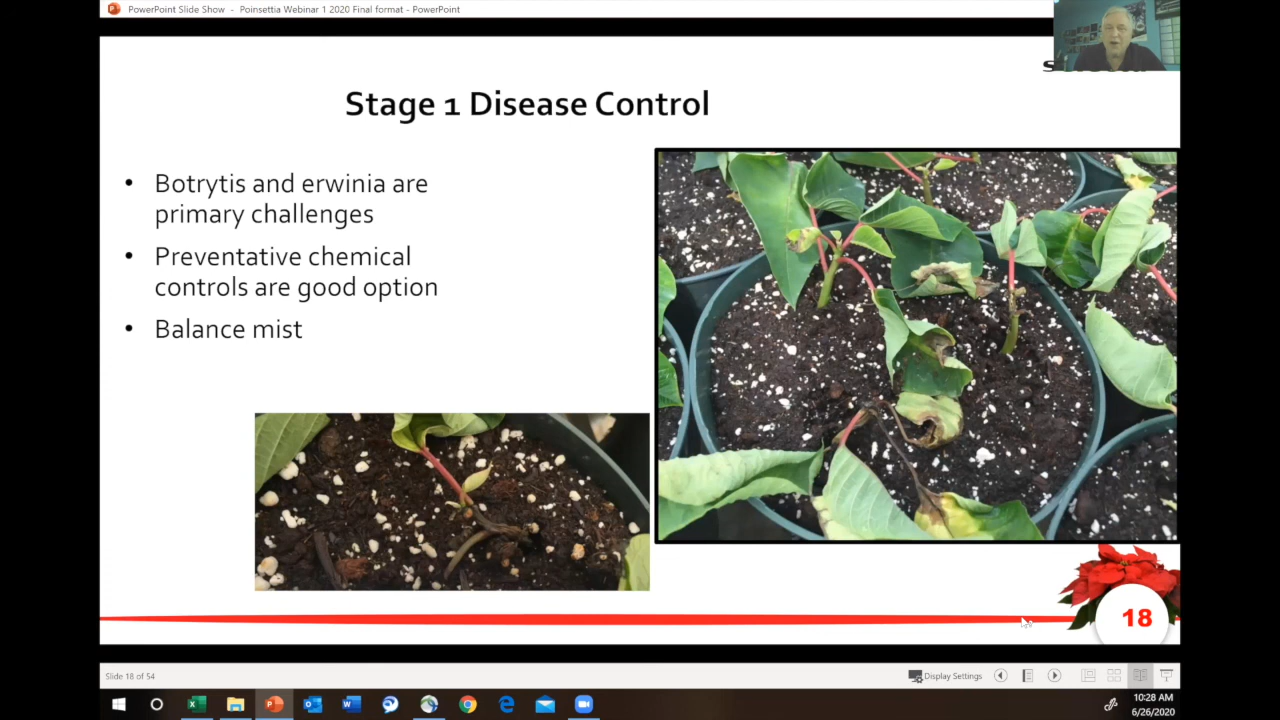 PowerPoint Slide Show - Poinsettia Webinar 1 2020 Final format - PowerPoint
Stage 1 Disease Control
• Botrytis and erwinia are
primary challenges
• Preventative chemical
controls are good option
• Balance mist
18
Slide 18 of 54
Display Settings
10:28 AM
6/26/2020